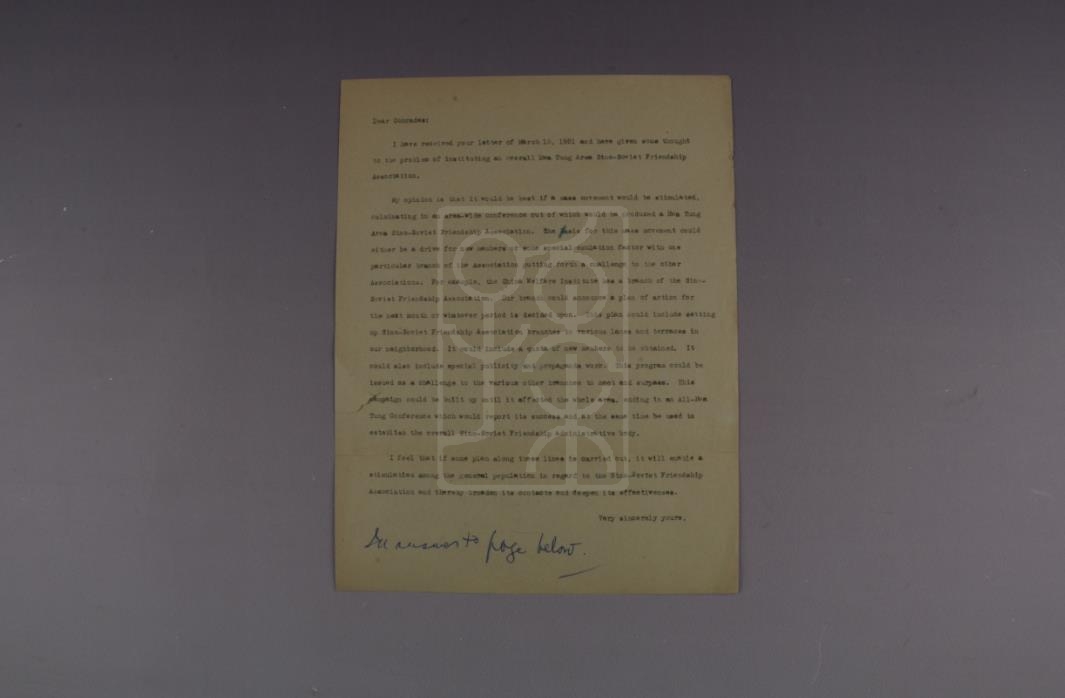 Dear Comrades:
I have received your letter of March 10, 1951 and have given some thought
to the problem of instituting an overall Hwa Tung Area Sino-Soviet Friendship
Association.
My opinion is that it would be best if a mass movement would be stimulated,
culminating in an area-wide conference out of which would be produced a Hwa Tung
Area Sino-Soviet Friendship Association. The basis for this mass movement could
either be a drive for new members or some special emulation factor with one
particular branch of the Association putting forth a challenge to the other
Associations. For example, the China Welfare Institute has a branch of the Sino-
Soviet Friendship Association. Our branch could announce a plan of action for
the next month or whatever period is decided upon. This plan could include setting
up Sino-Soviet Friendship Association branches in various lanes and terraces in
our neighborhood. It could include a quota of new members to be obtained. It
could also include special publicity and propaganda work. This program could be
issued as a challenge to the various other branches to meet and surpass. This
campaign could be built up until it affected the whole area, ending in an All-Hwa
Tung Conference which would report its success and at the same time be used to
establish the overall Sino-Soviet Friendship administrative body.
I feel that if some plan along these lines is carried out, it will enable a
stimulation among the general population in regard to the Sino-Soviet Friendship
Association and thereby broaden its contacts and deepen its effectiveness.
Very sincerely yours,
In answer to page below.